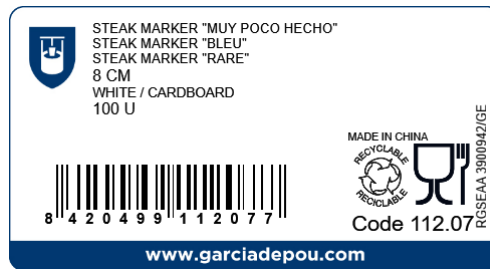 STEAK MARKER "MUY POCO HECHO"
STEAK MARKER "BLEU"
STEAK MARKER "RARE"
8 CM
WHITE / CARDBOARD
100 U
MADE IN CHINA
RECYCLABLE
RECICLABLE
RGSEAA 3900942/GE
8 420499 112077
Code 112.07
www.garciadepou.com